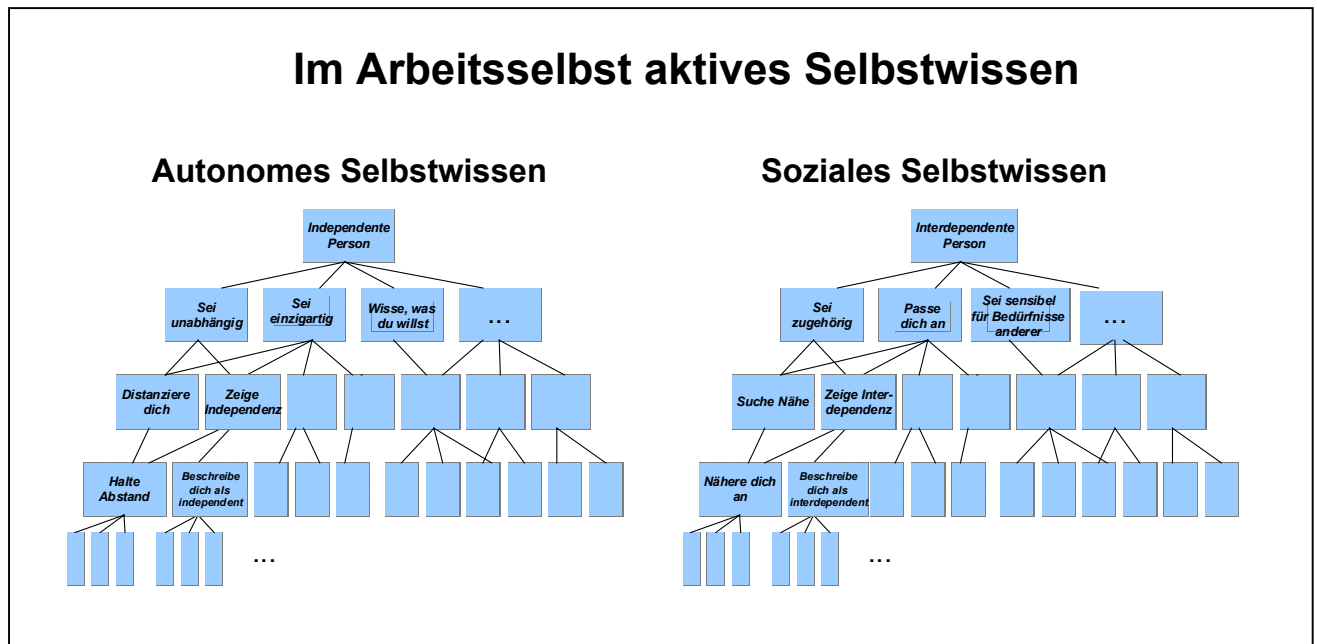 Im Arbeitsselbst aktives Selbstwissen
Autonomes Selbstwissen
Independente
Person
Sei
unabhängig
Sei
einzigartig
Wisse, was
du willst
...
Distanziere
dich
Zeige
Independenz
Halte
Abstand
Beschreibe
dich als
independent
...
Soziales Selbstwissen
Interdependente
Person
Sei
zugehörig
Passe
dich an
Sei sensibel
für Bedürfnisse
anderer
...
Suche Nähe
Zeige Inter-
dependenz
Nähere dich
an
Beschreibe
dich als
interdependent
...